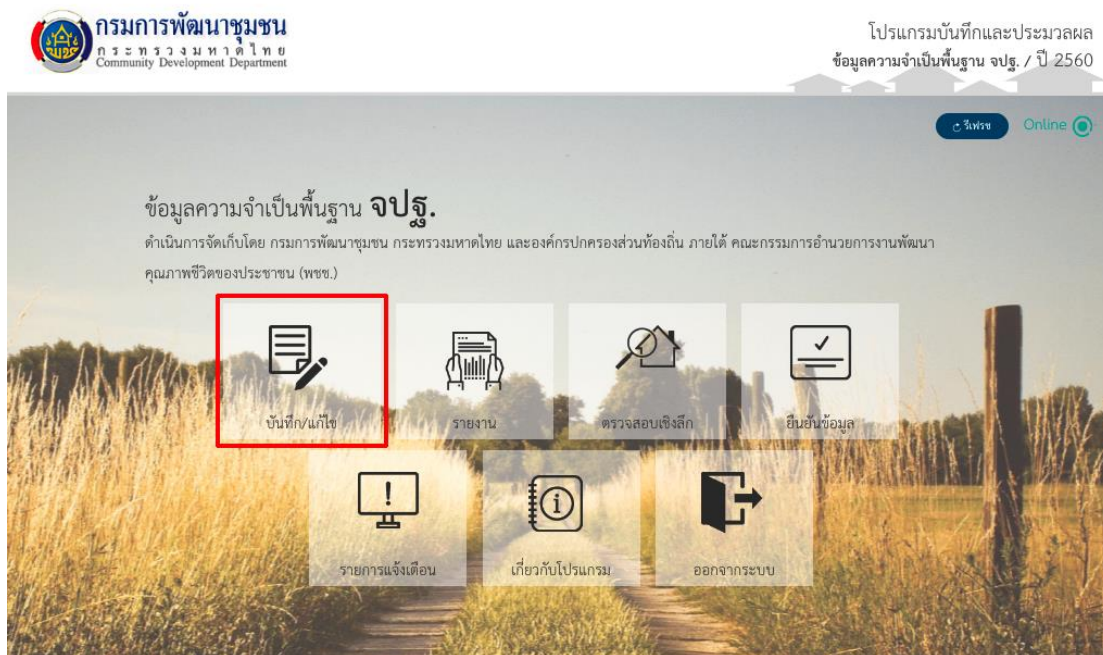 กรมการพัฒนาชุมชน
กระทรวงมหาดไทย
Community Development Department
โปรแกรมบันทึกและประมวลผล
ข้อมูลความจำเป็นพื้นฐาน จปฐ. / ปี 2560
รีเฟรช
Online
ข้อมูลความจำเป็นพื้นฐาน จปฐ.
ดำเนินการจัดเก็บโดย กรมการพัฒนาชุมชน กระทรวงมหาดไทย และองค์กรปกครองส่วนท้องถิ่น ภายใต้ คณะกรรมการอำนวยการงานพัฒนา
คุณภาพชีวิตของประชาชน (พชช.)
บันทึก/แก้ไข
รายงาน
ตรวจสอบเชิงลึก
ยืนยันข้อมูล
รายการแจ้งเตือน
เกี่ยวกับโปรแกรม
ออกจากระบบ